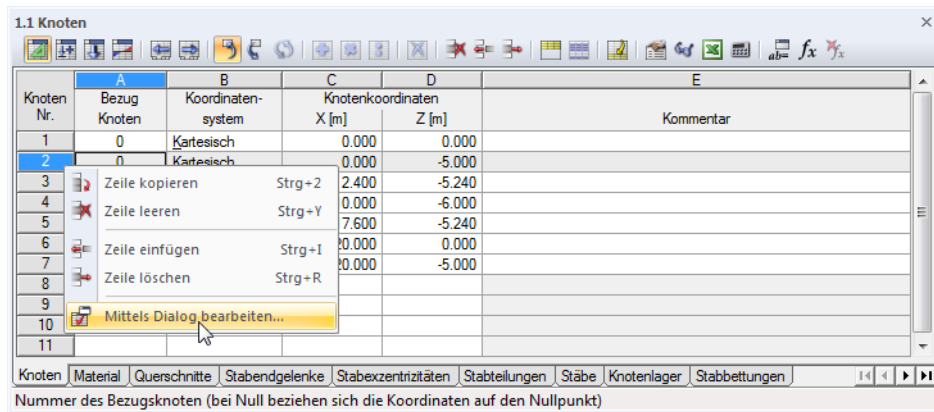 1.1 Knoten
A B C D E
Knoten Bezug Koordinaten- Knotenkoordinaten
Nr. Knoten system X [m] Z [m] Kommentar
1 0 Kartesisch 0.000 0.000
2 0 Kartesisch 0.000 -5.000
3 Zeile kopieren Strg+2 2.400 -5.240
4 Zeile leeren Strg+Y 0.000 -6.000
5 7.600 -5.240
6 Zeile einfügen Strg+I 20.000 0.000
7 Zeile löschen Strg+R 20.000 -5.000
8
9
10 Mittels Dialog bearbeiten...
11
Knoten Material Querschnitte Stabendgelenke Stabexzentrizitäten Stabteilungen Stäbe Knotenlager Stabbettungen
Nummer des Bezugsknoten (bei Null beziehen sich die Koordinaten auf den Nullpunkt)